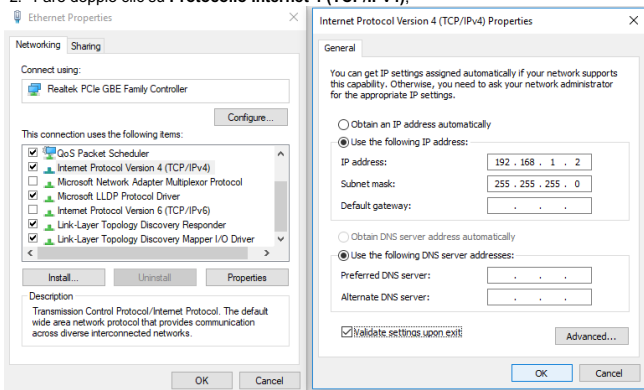 2. Fare doppio clic su Protocollo Internet 4 (TCP/IPv4);
Ethernet Properties
Networking Sharing
Connect using:
Realtek PCIe GBE Family Controller
Configure...
This connection uses the following items:
QoS Packet Scheduler
Internet Protocol Version 4 (TCP/IPv4)
Microsoft Network Adapter Multiplexor Protocol
Microsoft LLDP Protocol Driver
Internet Protocol Version 6 (TCP/IPv6)
Link-Layer Topology Discovery Responder
Link-Layer Topology Discovery Mapper I/O Driver
Install... Uninstall Properties
Description
Transmission Control Protocol/Internet Protocol. The default
wide area network protocol that provides communication
across diverse interconnected networks.
OK Cancel
Internet Protocol Version 4 (TCP/IPv4) Properties
General
You can get IP settings assigned automatically if your network supports
this capability. Otherwise, you need to ask your network administrator
for the appropriate IP settings.
Obtain an IP address automatically
Use the following IP address:
IP address: 192 . 168 . 1 . 2
Subnet mask: 255 . 255 . 255 . 0
Default gateway: . . .
Obtain DNS server address automatically
Use the following DNS server addresses:
Preferred DNS server: . . .
Alternate DNS server: . . .
Validate settings upon exit
Advanced...
OK Cancel